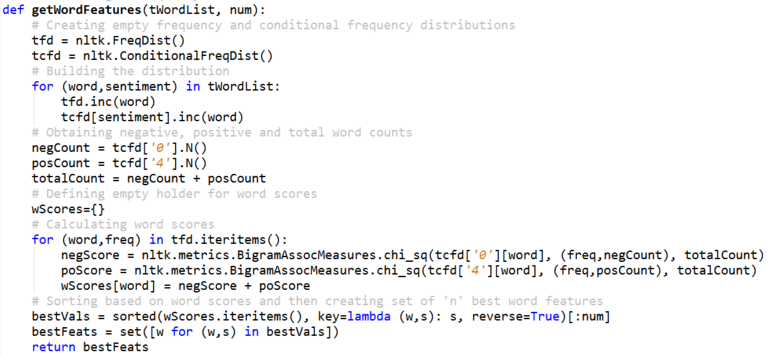 def getWordFeatures(tWordList, num):
    # Creating empty frequency and conditional frequency distributions
    tfd = nltk.FreqDist()
    tcfd = nltk.ConditionalFreqDist()
    # Building the distribution
    for (word,sentiment) in tWordList:
        tfd.inc(word)
        tcfd[sentiment].inc(word)
    # Obtaining negative, positive and total word counts
    negCount = tcfd['0'].N()
    posCount = tcfd['4'].N()
    totalCount = negCount + posCount
    # Defining empty holder for word scores
    wScores={}
    # Calculating word scores
    for (word,freq) in tfd.iteritems():
        negScore = nltk.metrics.BigramAssocMeasures.chi_sq(tcfd['0'][word], (freq,negCount), totalCount)
        poScore = nltk.metrics.BigramAssocMeasures.chi_sq(tcfd['4'][word], (freq,posCount), totalCount)
        wScores[word] = negScore + poScore
    # Sorting based on word scores and then creating set of 'n' best word features
    bestVals = sorted(wScores.iteritems(), key=lambda (w,s): s, reverse=True)[:num]
    bestFeats = set([w for (w,s) in bestVals])
    return bestFeats